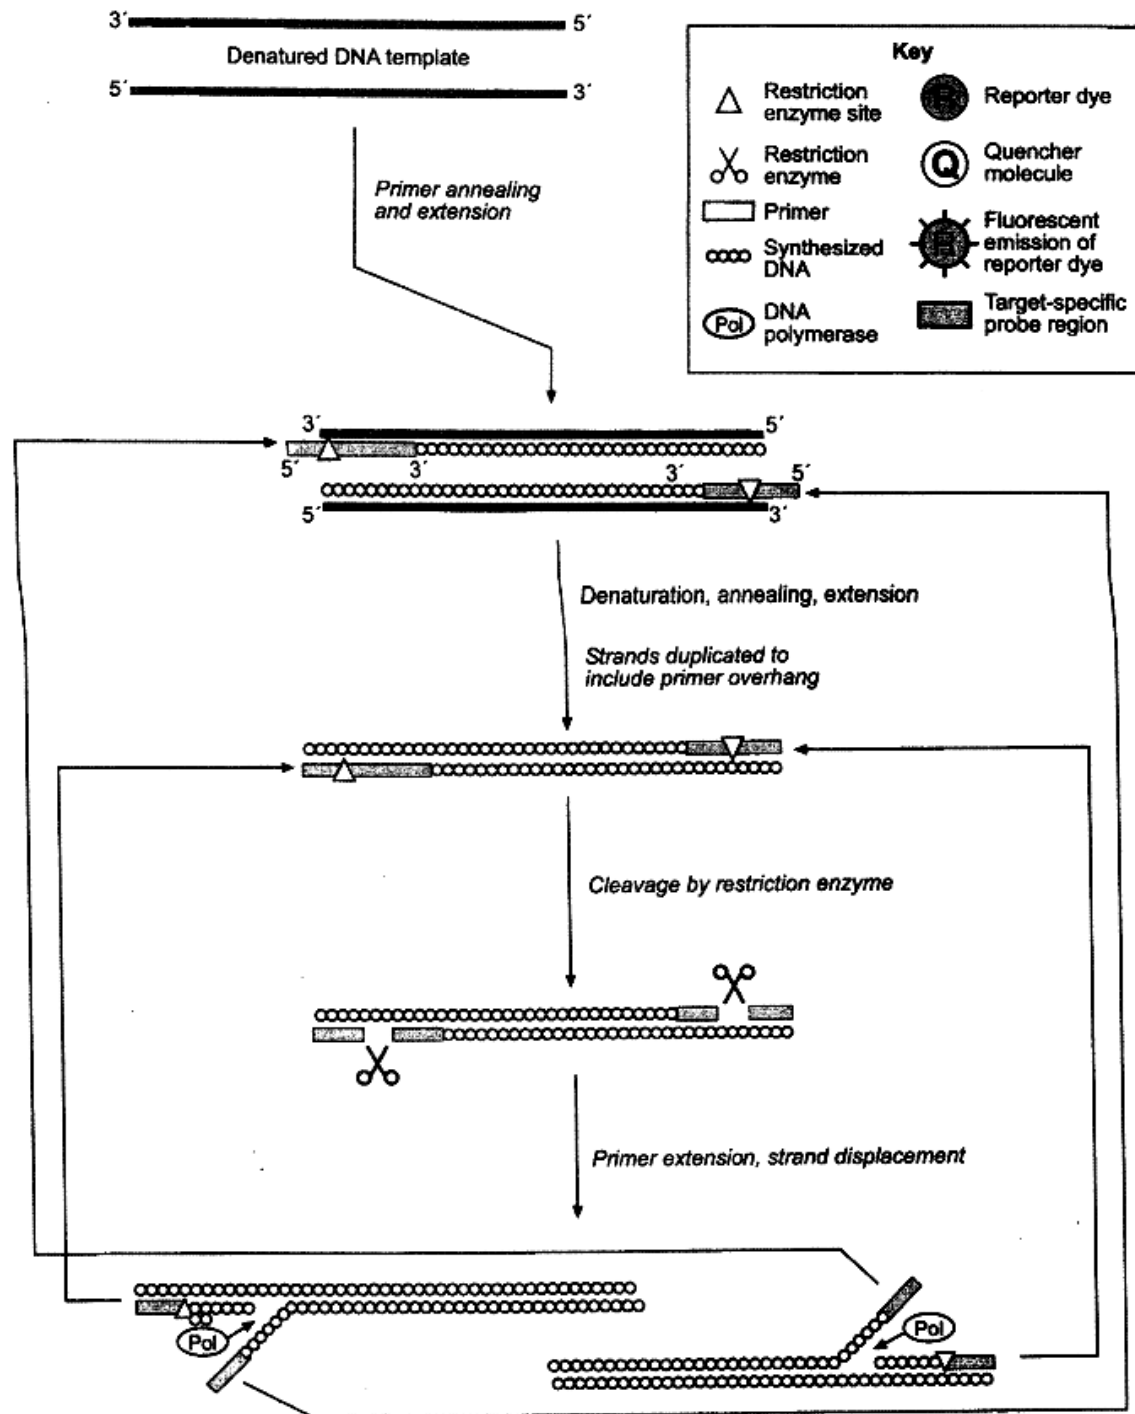 3´ 5´
Denatured DNA template
5´ 3´
Primer annealing
and extension
Key
Restriction
enzyme site
R Reporter dye
Restriction
enzyme
Q Quencher
molecule
Primer
Synthesized
DNA
R Fluorescent
emission of
reporter dye
Pol DNA
polymerase
Target-specific
probe region
3´ 5´
5´ 3´ 3´ 5´
5´ 3´
Denaturation, annealing, extension
Strands duplicated to
include primer overhang
Cleavage by restriction enzyme
Primer extension, strand displacement
Pol
Pol